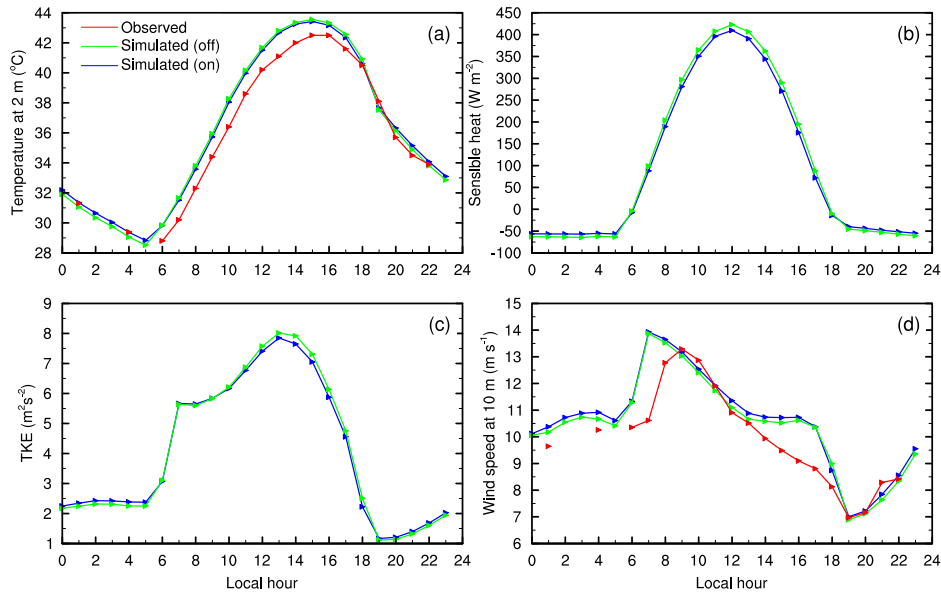 Observed
Simulated (off)
Simulated (on)
(a)
Temperature at 2 m (°C)
44
42
40
38
36
34
32
30
28
0 2 4 6 8 10 12 14 16 18 20 22 24
(b)
Sensible heat (W m-2)
450
400
350
300
250
200
150
100
50
0
-50
-100
0 2 4 6 8 10 12 14 16 18 20 22 24
(c)
TKE (m²s-2)
9
8
7
6
5
4
3
2
1
0 2 4 6 8 10 12 14 16 18 20 22 24
Local hour
(d)
Wind speed at 10 m (m s-1)
15
14
13
12
11
10
9
8
7
6
0 2 4 6 8 10 12 14 16 18 20 22 24
Local hour